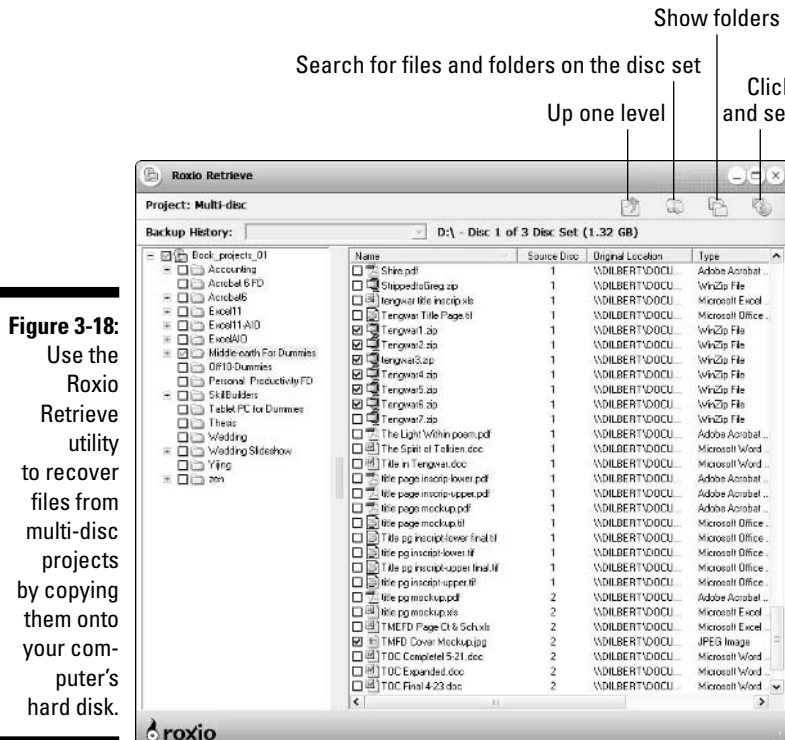 Show folders
Search for files and folders on the disc set
Click
Up one level
and se
Roxio Retrieve
Project: Multi-disc
Backup History:
D:\ - Disc 1 of 3 Disc Set (1.32 GB)
Book_projects_01
Accounting
Acrobat 6 FD
Acrobat6
Excel11
Excel11-AIO
ExcelAIO
Middle-earth For Dummies
Off10-Dummies
Personal Productivity FD
SkillBuilders
Tablet PC for Dummies
Thesis
Wedding
Wedding Slideshow
Yijing
zen
Name Source Disc Original Location Type
Shire.pdf 1 \\DILBERT\DOCU... Adobe Acrobat ...
StrippedtoGreg.zip 1 \\DILBERT\DOCU... WinZip File
tengwar title inscrip.xls 1 \\DILBERT\DOCU... Microsoft Excel ...
Tengwar Title Page.tif 1 \\DILBERT\DOCU... Microsoft Office ...
Tengwar1.zip 1 \\DILBERT\DOCU... WinZip File
Tengwar2.zip 1 \\DILBERT\DOCU... WinZip File
tengwar3.zip 1 \\DILBERT\DOCU... WinZip File
Tengwar4.zip 1 \\DILBERT\DOCU... WinZip File
Tengwar5.zip 1 \\DILBERT\DOCU... WinZip File
Tengwar6.zip 1 \\DILBERT\DOCU... WinZip File
Tengwar7.zip 1 \\DILBERT\DOCU... WinZip File
The Light Within poem.pdf 1 \\DILBERT\DOCU... Adobe Acrobat ...
The Spirit of Tolkien.doc 1 \\DILBERT\DOCU... Microsoft Word ...
Title in Tengwar.doc 1 \\DILBERT\DOCU... Microsoft Word ...
title page inscrip-lower.pdf 1 \\DILBERT\DOCU... Adobe Acrobat ...
title page inscrip-upper.pdf 1 \\DILBERT\DOCU... Adobe Acrobat ...
title page mockup.pdf 1 \\DILBERT\DOCU... Adobe Acrobat ...
title page mockup.tif 1 \\DILBERT\DOCU... Microsoft Office ...
Title pg inscript-lower final.tif 1 \\DILBERT\DOCU... Microsoft Office ...
title pg inscript-lower.tif 1 \\DILBERT\DOCU... Microsoft Office ...
Title pg inscript-upper final.tif 1 \\DILBERT\DOCU... Microsoft Office ...
title pg inscript-upper.tif 1 \\DILBERT\DOCU... Microsoft Office ...
title pg mockup.pdf 2 \\DILBERT\DOCU... Adobe Acrobat ...
title pg mockup.xls 2 \\DILBERT\DOCU... Microsoft Excel ...
TMEFD Page Ct & Sch.xls 2 \\DILBERT\DOCU... Microsoft Excel ...
TMFD Cover Mockup.jpg 2 \\DILBERT\DOCU... JPEG Image
TOC Completel 5-21.doc 2 \\DILBERT\DOCU... Microsoft Word ...
TOC Expanded.doc 2 \\DILBERT\DOCU... Microsoft Word ...
TOC Final 4-23.doc 2 \\DILBERT\DOCU... Microsoft Word ...
roxio
Figure 3-18:
Use the
Roxio
Retrieve
utility
to recover
files from
multi-disc
projects
by copying
them onto
your com-
puter's
hard disk.